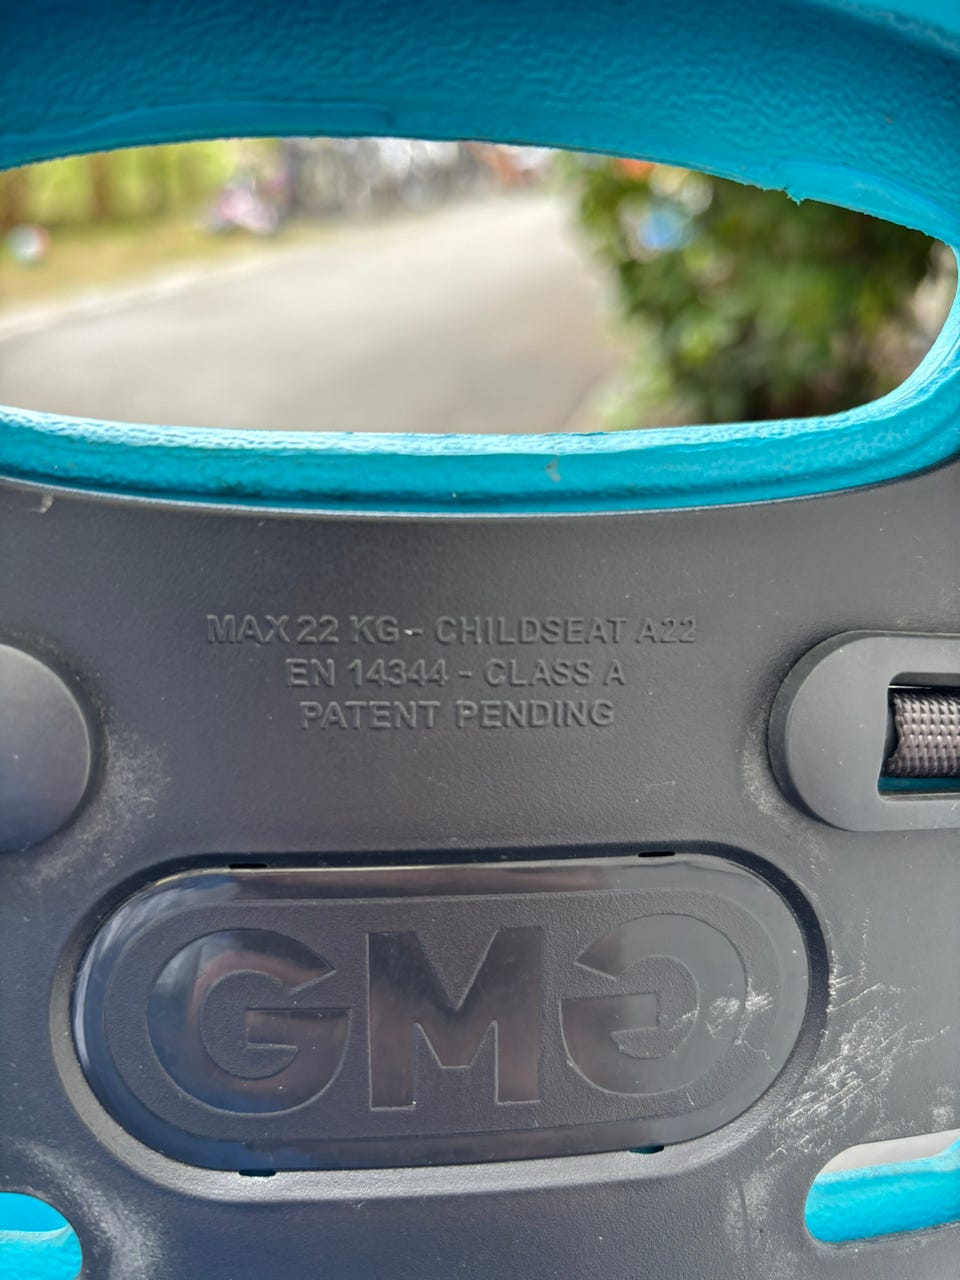 MAX 22 KG - CHILDSEAT A22
EN 14344 - CLASS A
PATENT PENDING
GMG